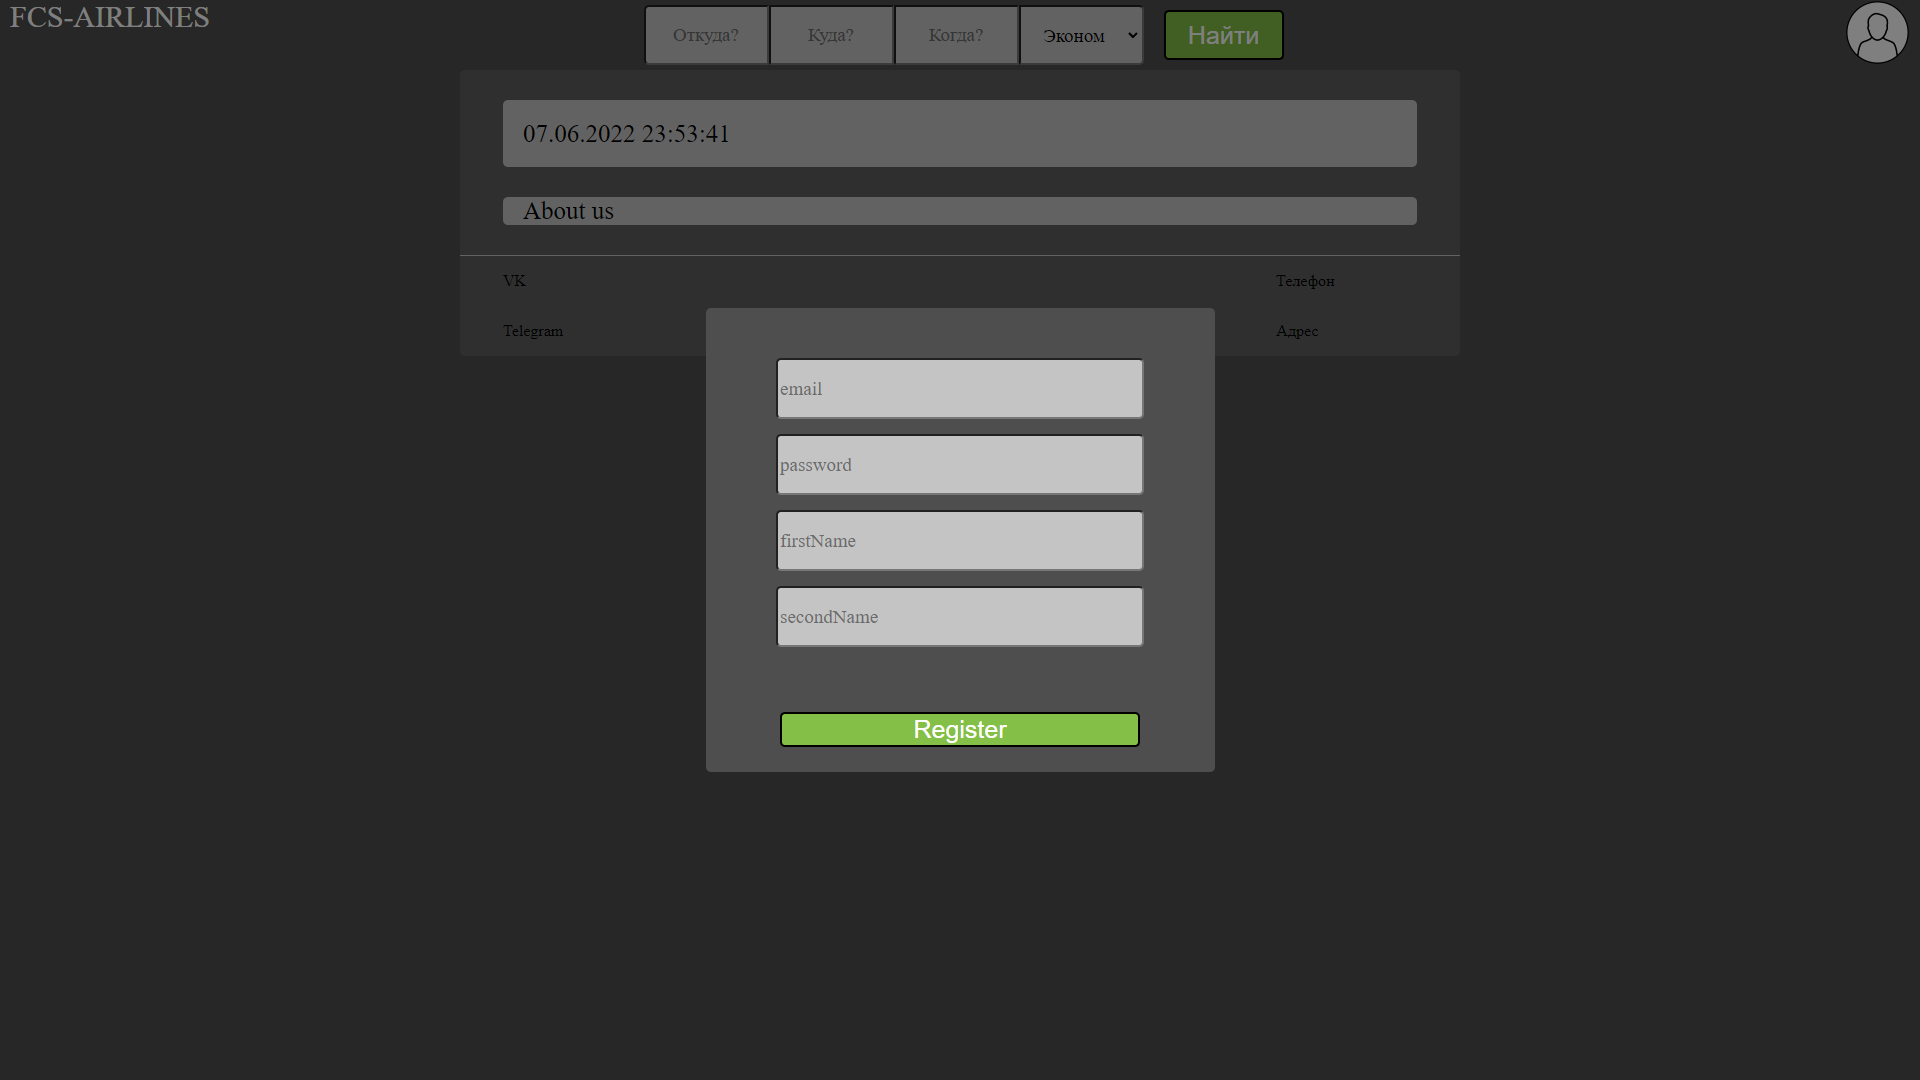 FCS-AIRLINES
Откуда?
Куда?
Когда?
Эконом
Найти
07.06.2022 23:53:41
About us
VK
Телефон
Telegram
Адрес
email
password
firstName
secondName
Register